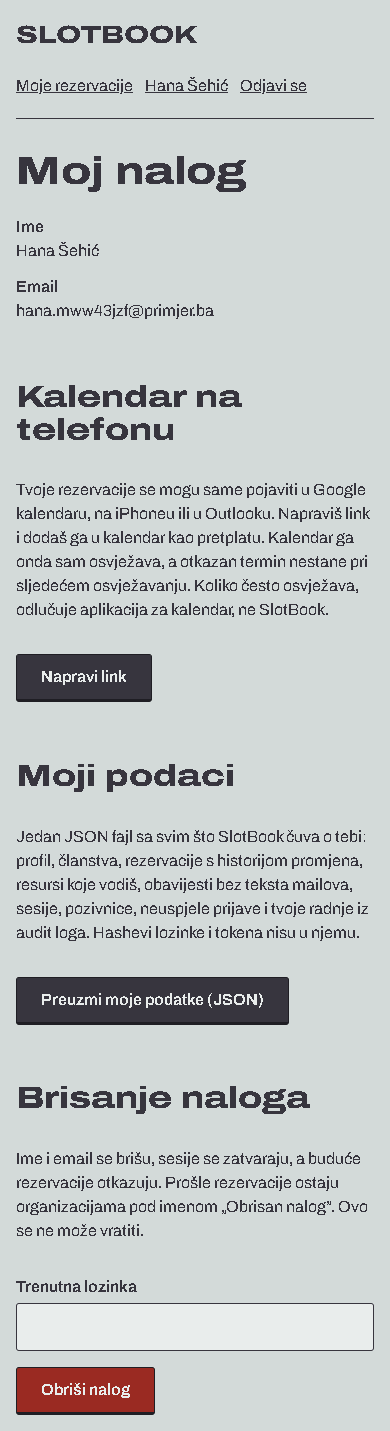 SLOTBOOK
Moje rezervacije Hana Šehić Odjavi se
Moj nalog
Ime
Hana Šehić
Email
hana.mww43jzf@primjer.ba
Kalendar na
telefonu
Tvoje rezervacije se mogu same pojaviti u Google
kalendaru, na iPhoneu ili u Outlooku. Napraviš link
i dodaš ga u kalendar kao pretplatu. Kalendar ga
onda sam osvježava, a otkazan termin nestane pri
sljedećem osvježavanju. Koliko često osvježava,
odlučuje aplikacija za kalendar, ne SlotBook.
Napravi link
Moji podaci
Jedan JSON fajl sa svim što SlotBook čuva o tebi:
profil, članstva, rezervacije s historijom promjena,
resursi koje vodiš, obavijesti bez teksta mailova,
sesije, pozivnice, neuspjele prijave i tvoje radnje iz
audit loga. Hashevi lozinke i tokena nisu u njemu.
Preuzmi moje podatke (JSON)
Brisanje naloga
Ime i email se brišu, sesije se zatvaraju, a buduće
rezervacije otkazuju. Prošle rezervacije ostaju
organizacijama pod imenom „Obrisan nalog”. Ovo
se ne može vratiti.
Trenutna lozinka
Obriši nalog